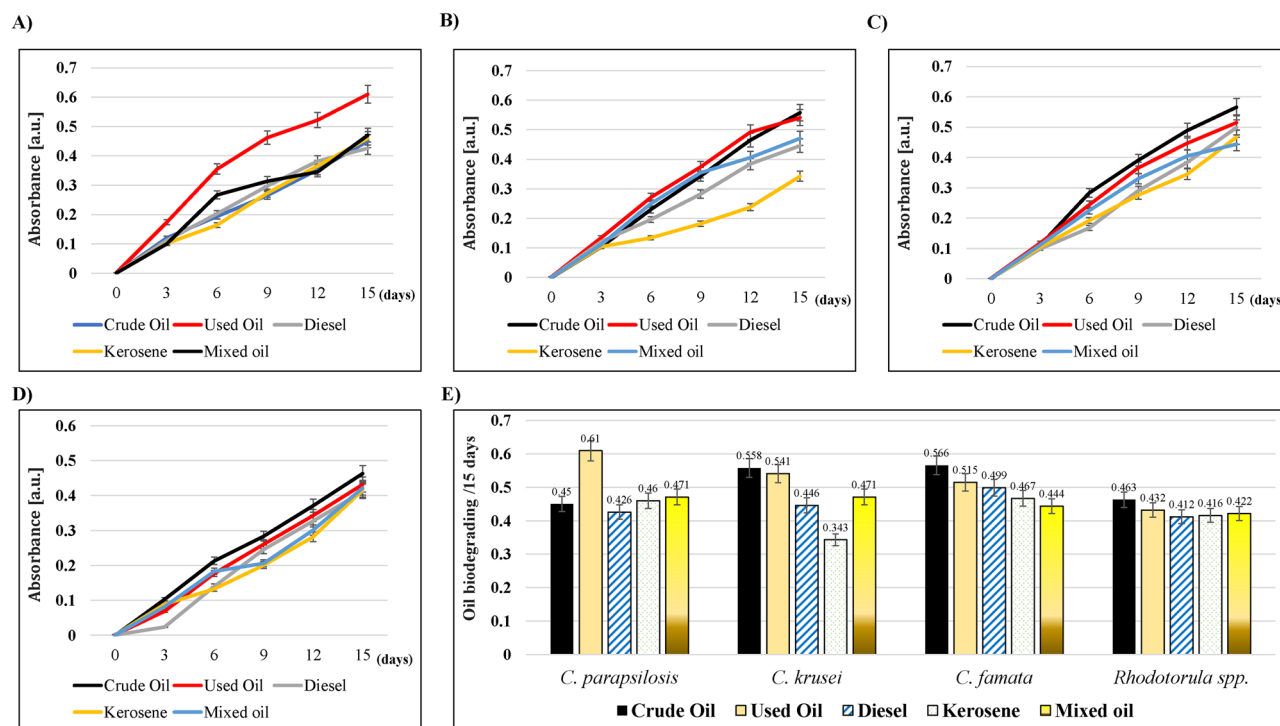 A)
Absorbance [a.u.]
0.7
0.6
0.5
0.4
0.3
0.2
0.1
0
0 3 6 9 12 15 (days)
Crude Oil Used Oil Diesel
Kerosene Mixed oil
B)
Absorbance [a.u.]
0.7
0.6
0.5
0.4
0.3
0.2
0.1
0
0 3 6 9 12 15 (days)
Crude Oil Used Oil Diesel
Kerosene Mixed oil
C)
Absorbance [a.u.]
0.7
0.6
0.5
0.4
0.3
0.2
0.1
0
0 3 6 9 12 15 (days)
Crude Oil Used Oil Diesel
Kerosene Mixed oil
D)
Absorbance [a.u.]
0.6
0.5
0.4
0.3
0.2
0.1
0
0 3 6 9 12 15 (days)
Crude Oil Used Oil Diesel
Kerosene Mixed oil
E)
Oil biodegrading /15 days
0.7
0.6
0.5
0.4
0.3
0.2
0.1
0
0.45 0.61 0.426 0.46 0.471
0.558 0.541 0.446 0.343 0.471
0.566 0.515 0.499 0.467 0.444
0.463 0.432 0.412 0.416 0.422
C. parapsilosis C. krusei C. famata Rhodotorula spp.
Crude Oil Used Oil Diesel Kerosene Mixed oil